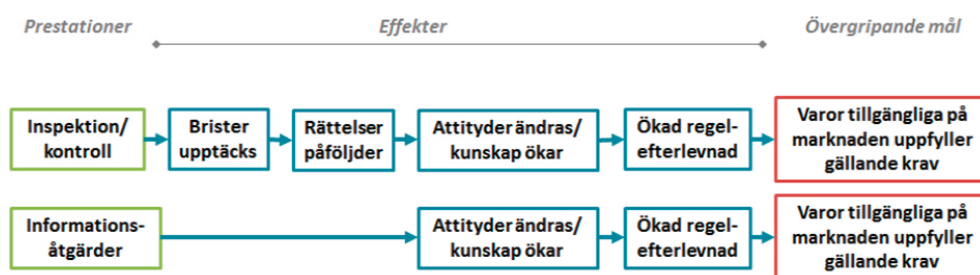 Prestationer
Effekter
Övergripande mål
Inspektion/
kontroll
Brister
upptäcks
Rättelser
påföljder
Attityder ändras/
kunskap ökar
Ökad regel-
efterlevnad
Varor tillgängliga på
marknaden uppfyller
gällande krav
Informations-
åtgärder
Attityder ändras/
kunskap ökar
Ökad regel-
efterlevnad
Varor tillgängliga på
marknaden uppfyller
gällande krav